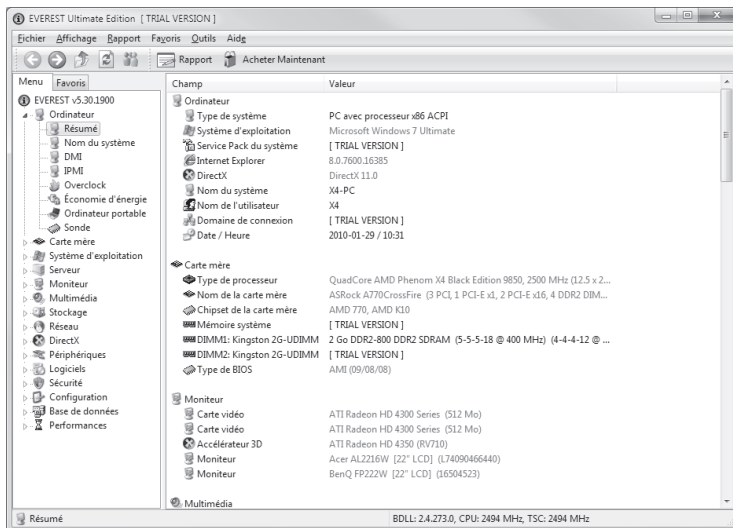 EVEREST Ultimate Edition [ TRIAL VERSION ]
Fichier Affichage Rapport Favoris Outils Aide
Rapport Acheter Maintenant
Menu Favoris
EVEREST v5.30.1900
Ordinateur
Résumé
Nom du système
DMI
IPMI
Overclock
Économie d'énergie
Ordinateur portable
Sonde
Carte mère
Système d'exploitation
Serveur
Moniteur
Multimédia
Stockage
Réseau
DirectX
Périphériques
Logiciels
Sécurité
Configuration
Base de données
Performances
Champ Valeur
Ordinateur
Type de système PC avec processeur x86 ACPI
Système d'exploitation Microsoft Windows 7 Ultimate
Service Pack du système [ TRIAL VERSION ]
Internet Explorer 8.0.7600.16385
DirectX DirectX 11.0
Nom du système X4-PC
Nom de l'utilisateur X4
Domaine de connexion [ TRIAL VERSION ]
Date / Heure 2010-01-29 / 10:31
Carte mère
Type de processeur QuadCore AMD Phenom X4 Black Edition 9850, 2500 MHz (12.5 x 2...
Nom de la carte mère ASRock A770CrossFire (3 PCI, 1 PCI-E x1, 2 PCI-E x16, 4 DDR2 DIM...
Chipset de la carte mère AMD 770, AMD K10
Mémoire système [ TRIAL VERSION ]
DIMM1: Kingston 2G-UDIMM 2 Go DDR2-800 DDR2 SDRAM (5-5-5-18 @ 400 MHz) (4-4-4-12 @ ...
DIMM2: Kingston 2G-UDIMM [ TRIAL VERSION ]
Type de BIOS AMI (09/08/08)
Moniteur
Carte vidéo ATI Radeon HD 4300 Series (512 Mo)
Carte vidéo ATI Radeon HD 4300 Series (512 Mo)
Accélérateur 3D ATI Radeon HD 4350 (RV710)
Moniteur Acer AL2216W [22" LCD] (L74090466440)
Moniteur BenQ FP222W [22" LCD] (16504523)
Multimédia
Résumé BDLL: 2.4.273.0, CPU: 2494 MHz, TSC: 2494 MHz